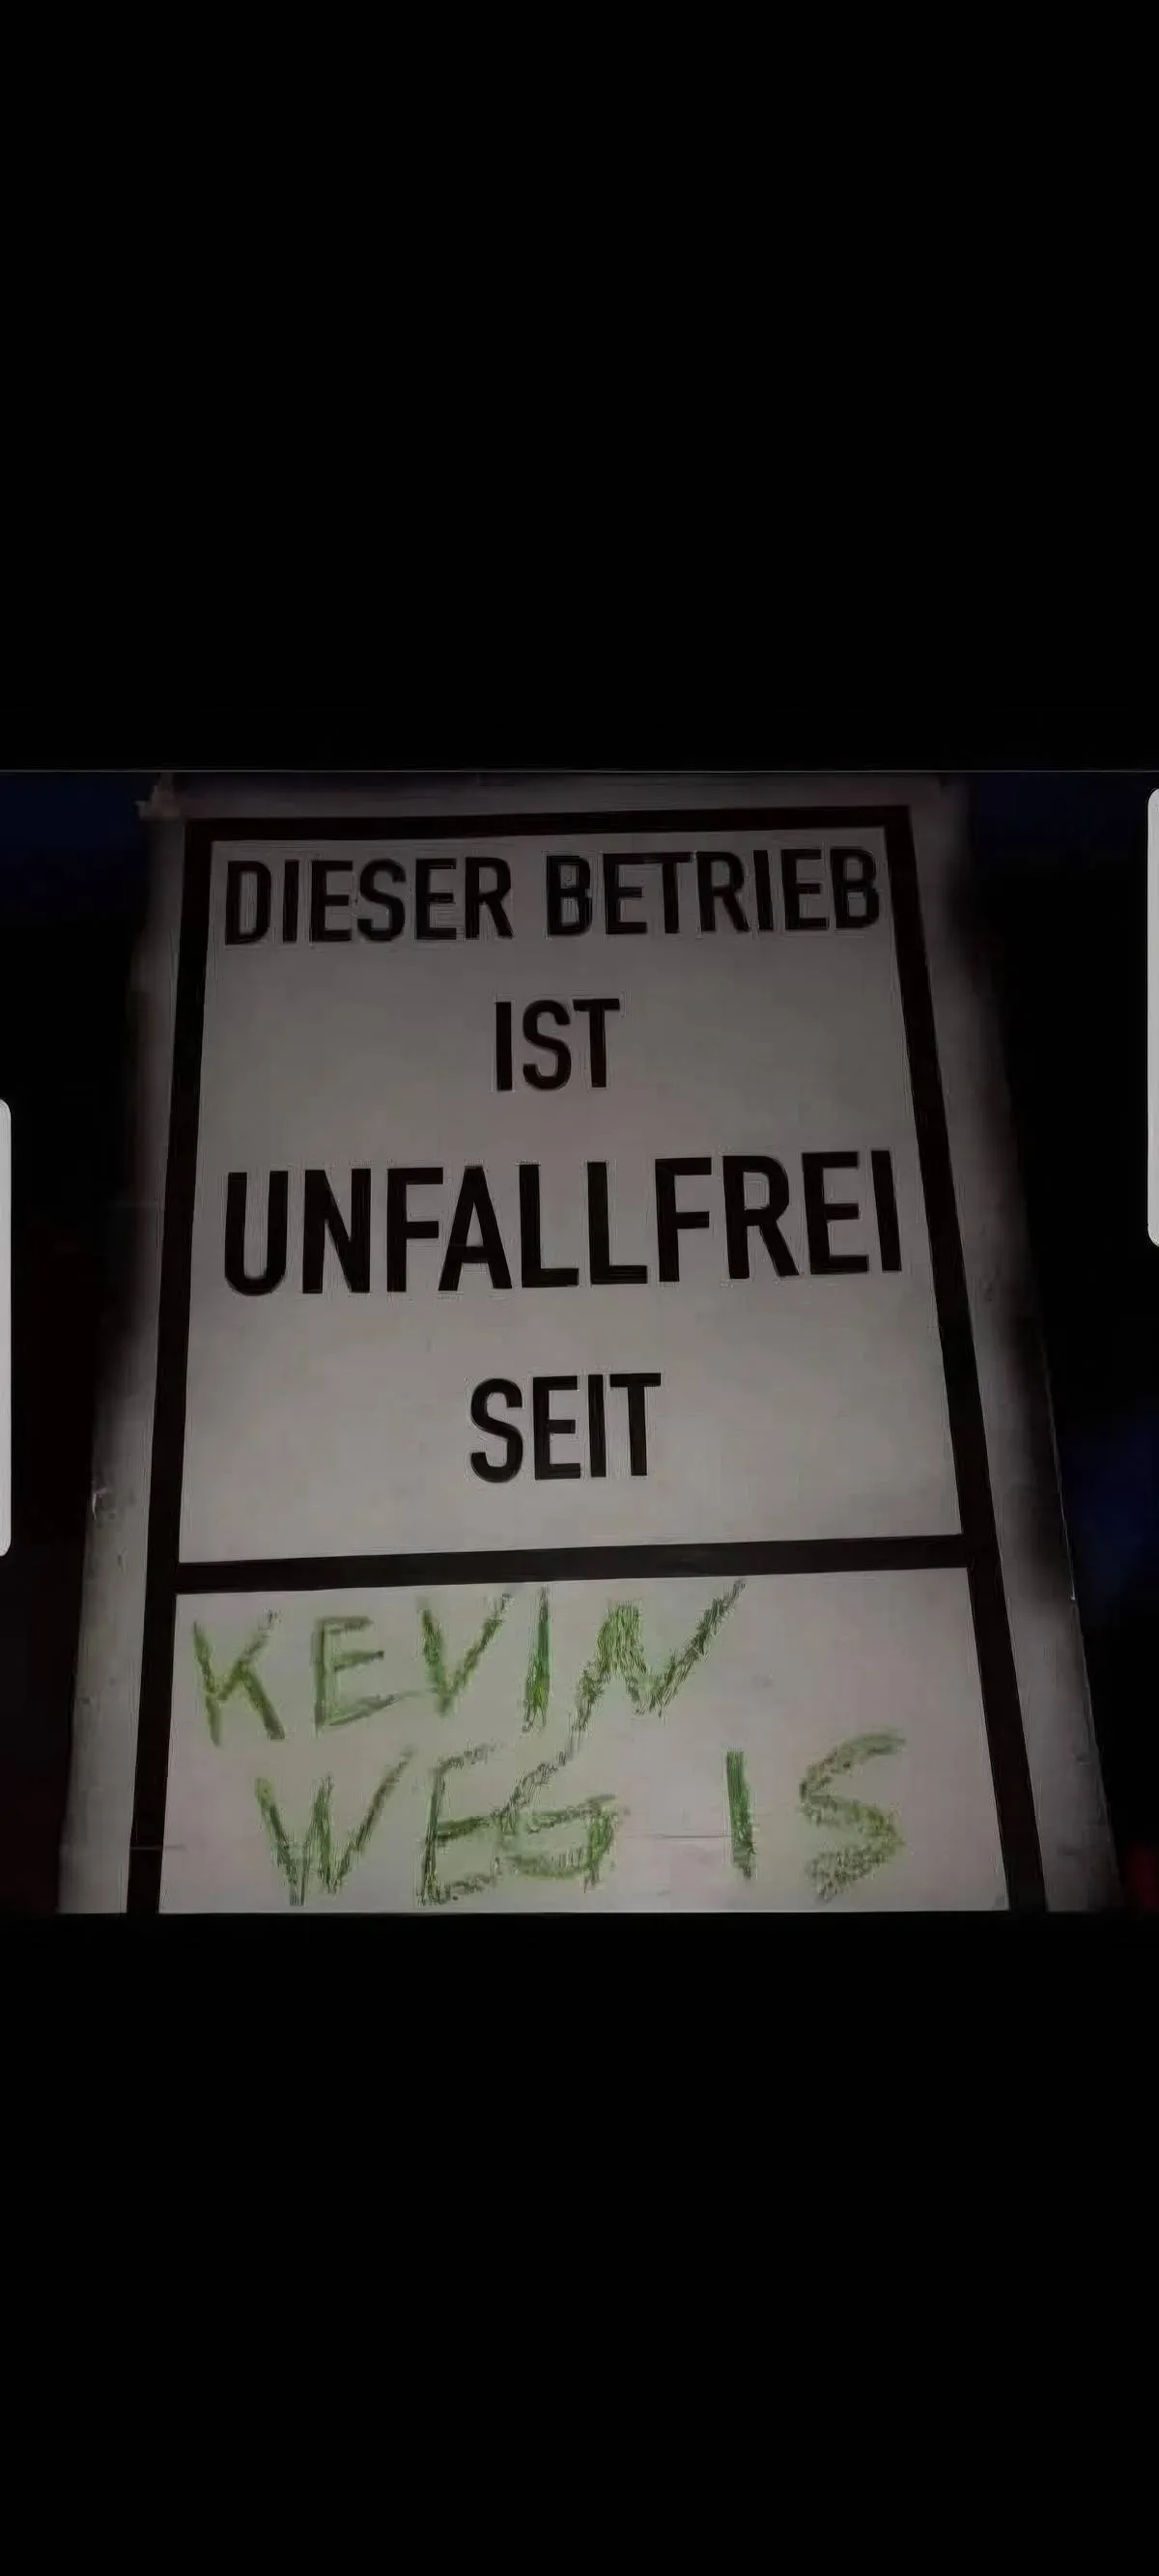 DIESER BETRIEB
IST
UNFALLFREI
SEIT
KEVIN
WEG IS